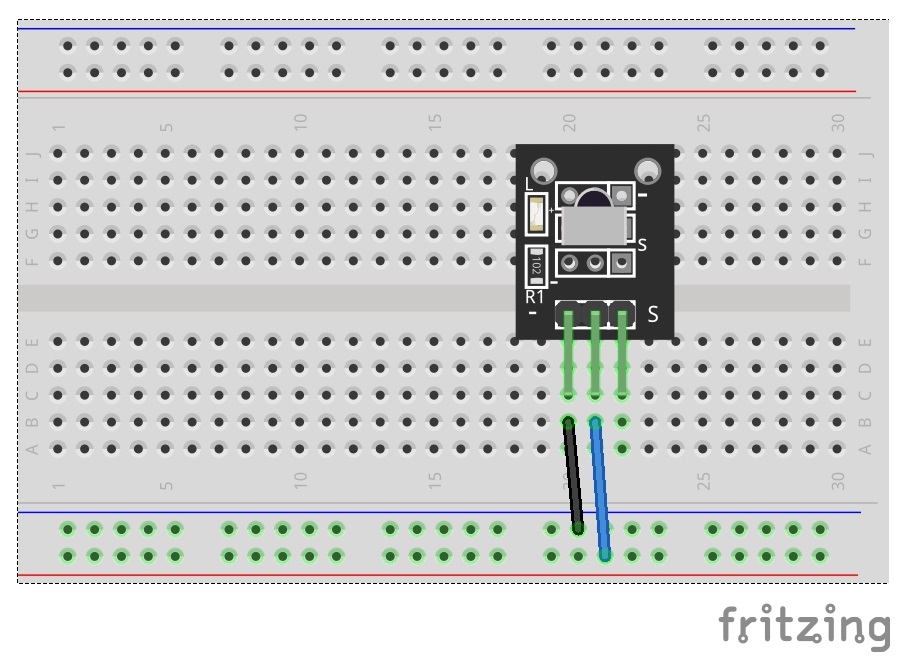 1 5 10 15 20 25 30
J J
I I
H H
G G
F F
L
+
-
S
102
-
R1
-
S
E E
D D
C C
B B
A A
1 5 10 15 20 25 30
fritzing